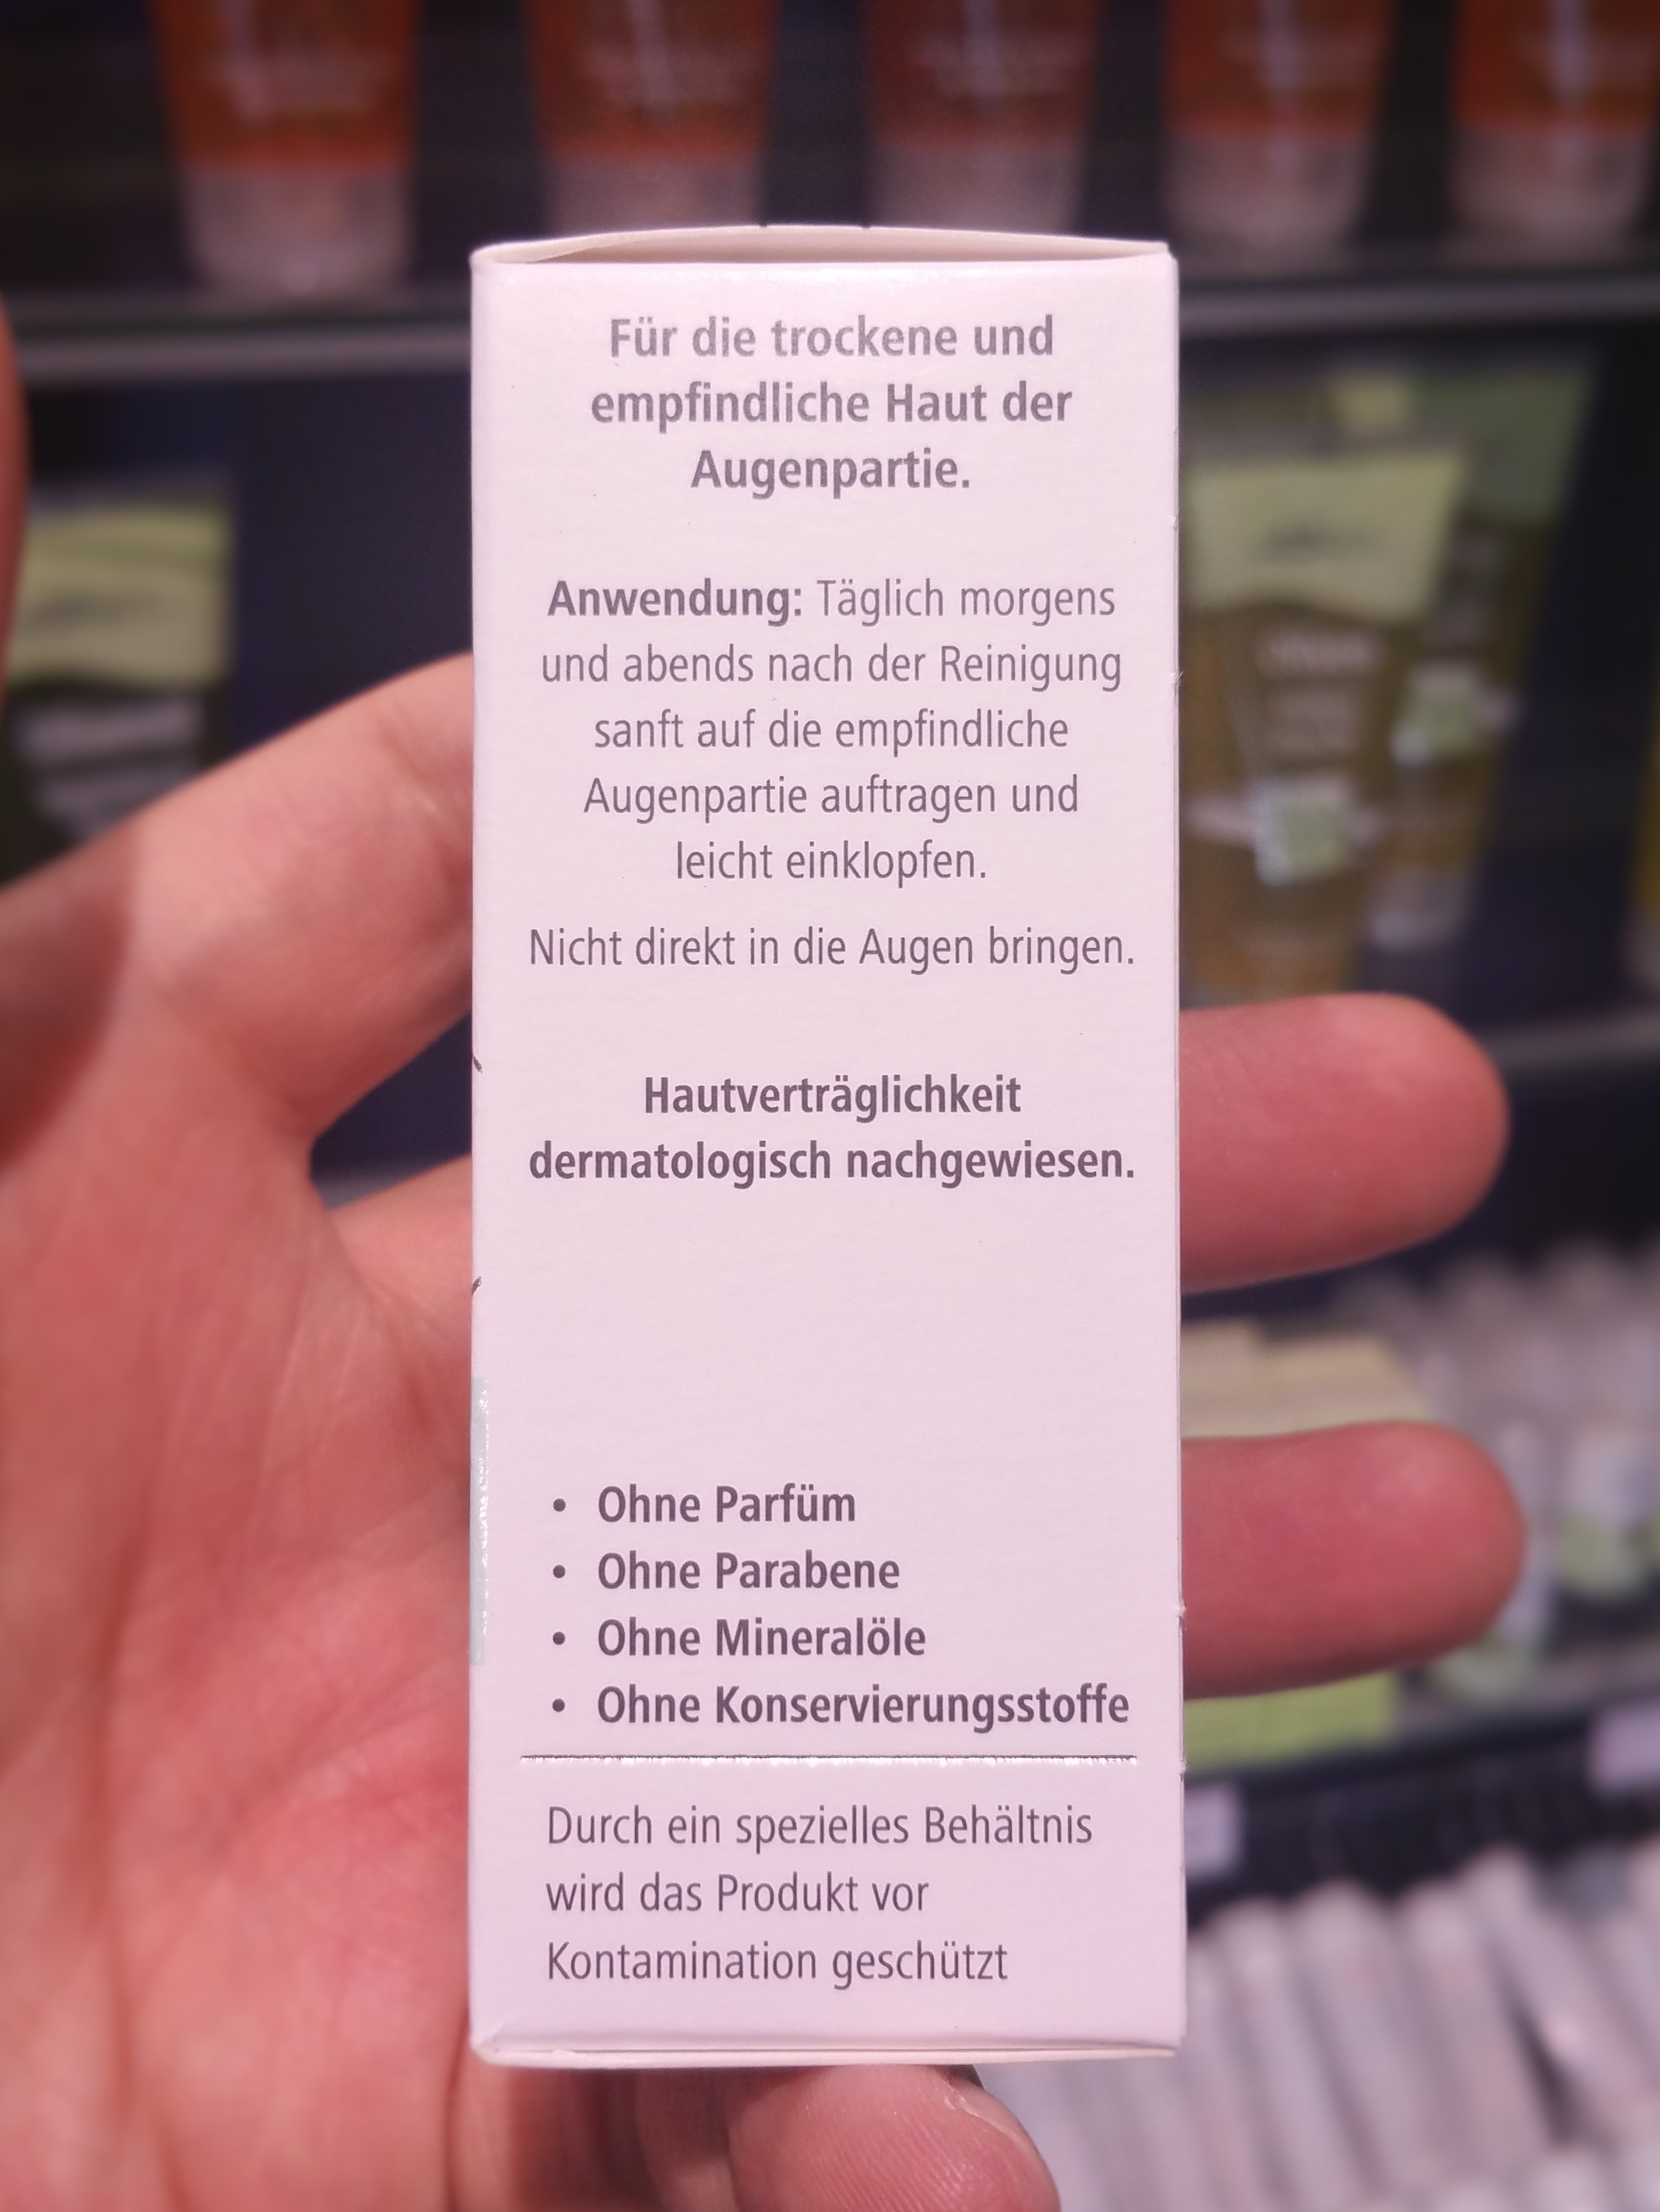 Für die trockene und
empfindliche Haut der
Augenpartie.
Anwendung: Täglich morgens
und abends nach der Reinigung
sanft auf die empfindliche
Augenpartie auftragen und
leicht einklopfen.
Nicht direkt in die Augen bringen.
Hautverträglichkeit
dermatologisch nachgewiesen.
• Ohne Parfüm
• Ohne Parabene
• Ohne Mineralöle
• Ohne Konservierungsstoffe
Durch ein spezielles Behältnis
wird das Produkt vor
Kontamination geschützt